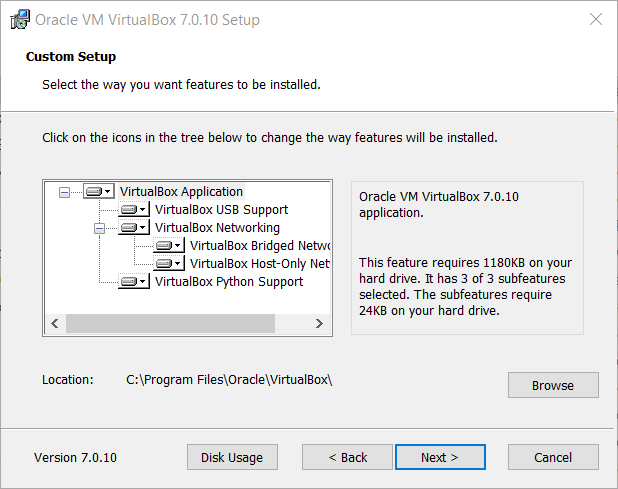 Oracle VM VirtualBox 7.0.10 Setup
Custom Setup
Select the way you want features to be installed.
Click on the icons in the tree below to change the way features will be installed.
VirtualBox Application
VirtualBox USB Support
VirtualBox Networking
VirtualBox Bridged Netwo
VirtualBox Host-Only Net
VirtualBox Python Support
Oracle VM VirtualBox 7.0.10
application.
This feature requires 1180KB on your
hard drive. It has 3 of 3 subfeatures
selected. The subfeatures require
24KB on your hard drive.
Location: C:\Program Files\Oracle\VirtualBox\
Browse
Version 7.0.10
Disk Usage
< Back
Next >
Cancel